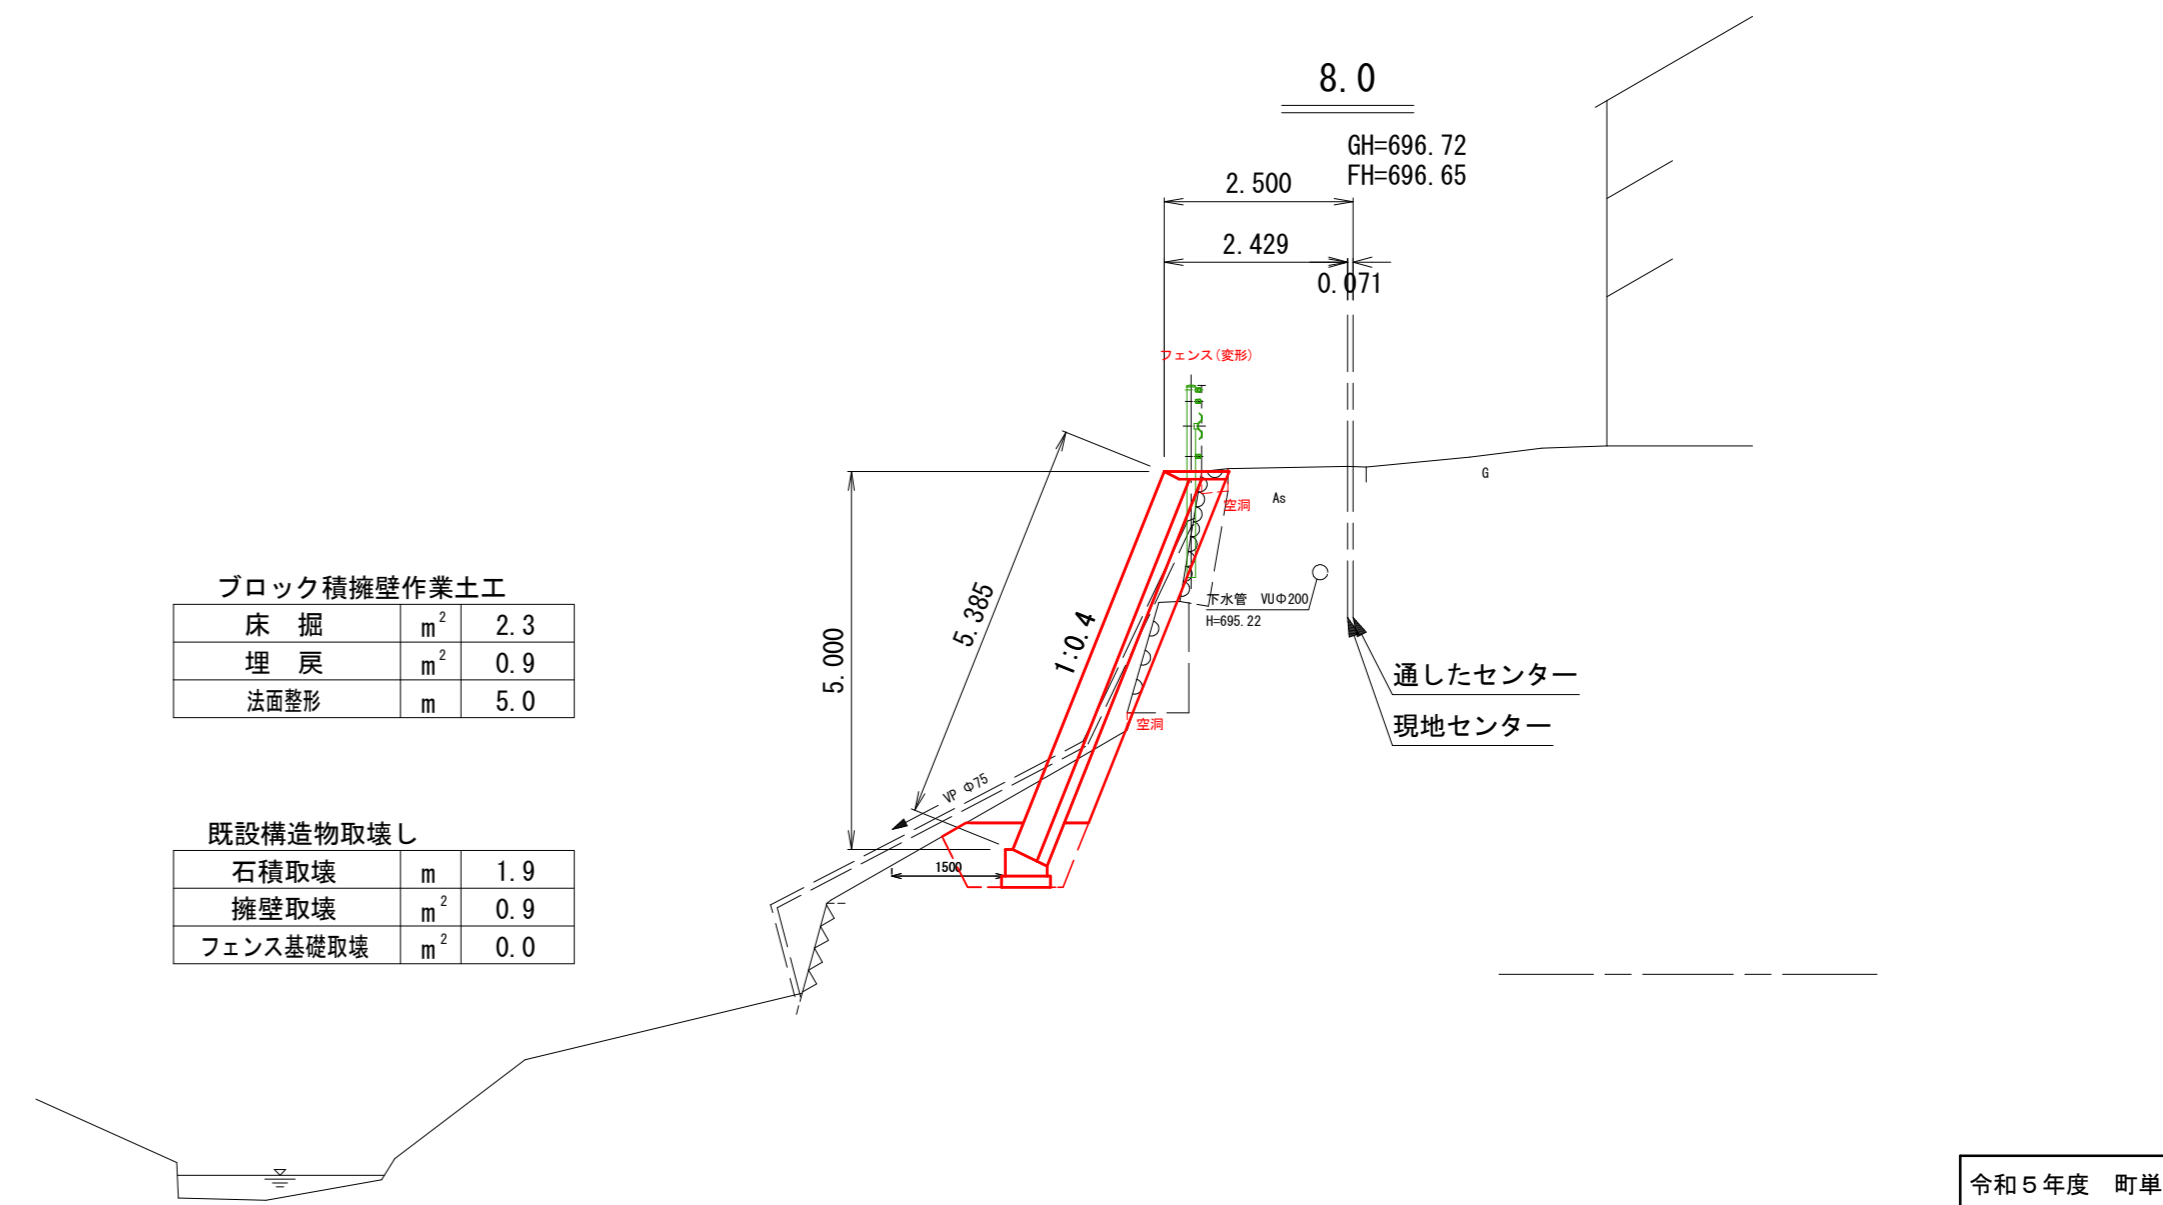 8.0
GH=696.72
FH=696.65
2.500
2.429
0.071
フェンス(変形)
G
As
空洞
5.385
1:0.4
5.000
下水管 VUΦ200
H=695.22
通したセンター
現地センター
空洞
VP Φ75
1500
ブロック積擁壁作業土工
床 掘 m² 2.3
埋 戻 m² 0.9
法面整形 m 5.0
既設構造物取壊し
石積取壊 m 1.9
擁壁取壊 m² 0.9
フェンス基礎取壊 m² 0.0
令和5年度 町単